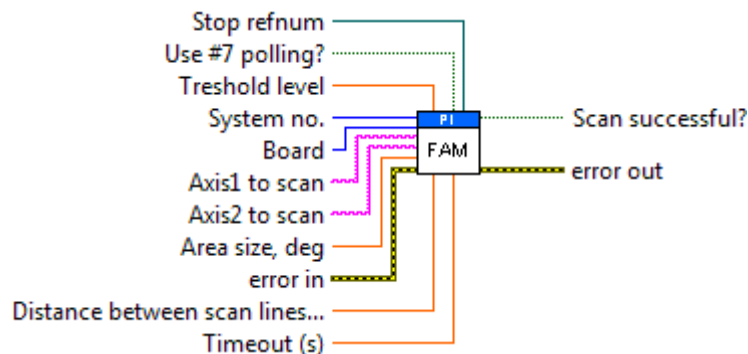 Stop refnum
Use #7 polling?
Treshold level
System no.
Board
Axis1 to scan
Axis2 to scan
Area size, deg
error in
Distance between scan lines...
Timeout (s)
PI
FAM
Scan successful?
error out